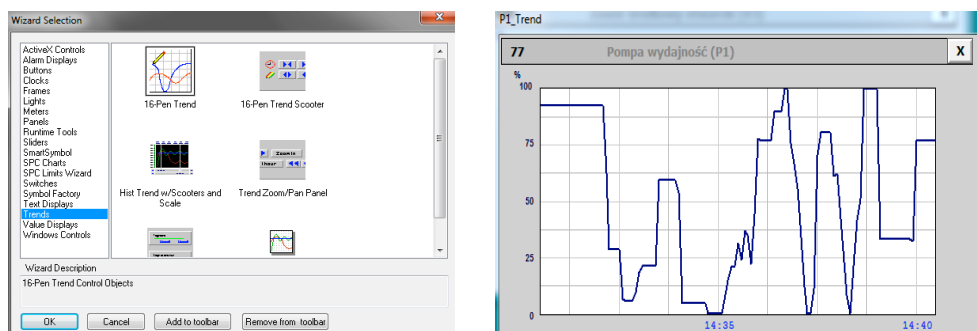 Wizard Selection
ActiveX Controls
Alarm Displays
Buttons
Clocks
Frames
Lights
Meters
Panels
Runtime Tools
Sliders
SmartSymbol
SPC Charts
SPC Limits Wizard
Switches
Symbol Factory
Text Displays
Trends
Value Displays
Windows Controls
16-Pen Trend
16-Pen Trend Scooter
Hist Trend w/Scooters and
Scale
Zoom In
1hour
Trend Zoom/Pan Panel
Wizard Description
16-Pen Trend Control Objects
OK
Cancel
Add to toolbar
Remove from toolbar
P1_Trend
77
Pompa wydajność (P1)
X
%
100
75
50
25
0
14:35
14:40